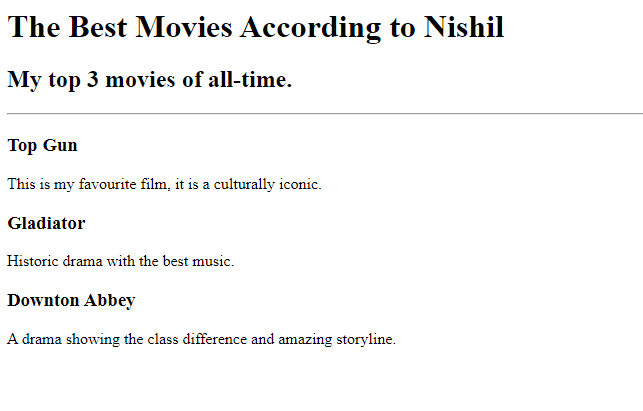 The Best Movies According to Nishil
My top 3 movies of all-time.
Top Gun
This is my favourite film, it is a culturally iconic.
Gladiator
Historic drama with the best music.
Downton Abbey
A drama showing the class difference and amazing storyline.